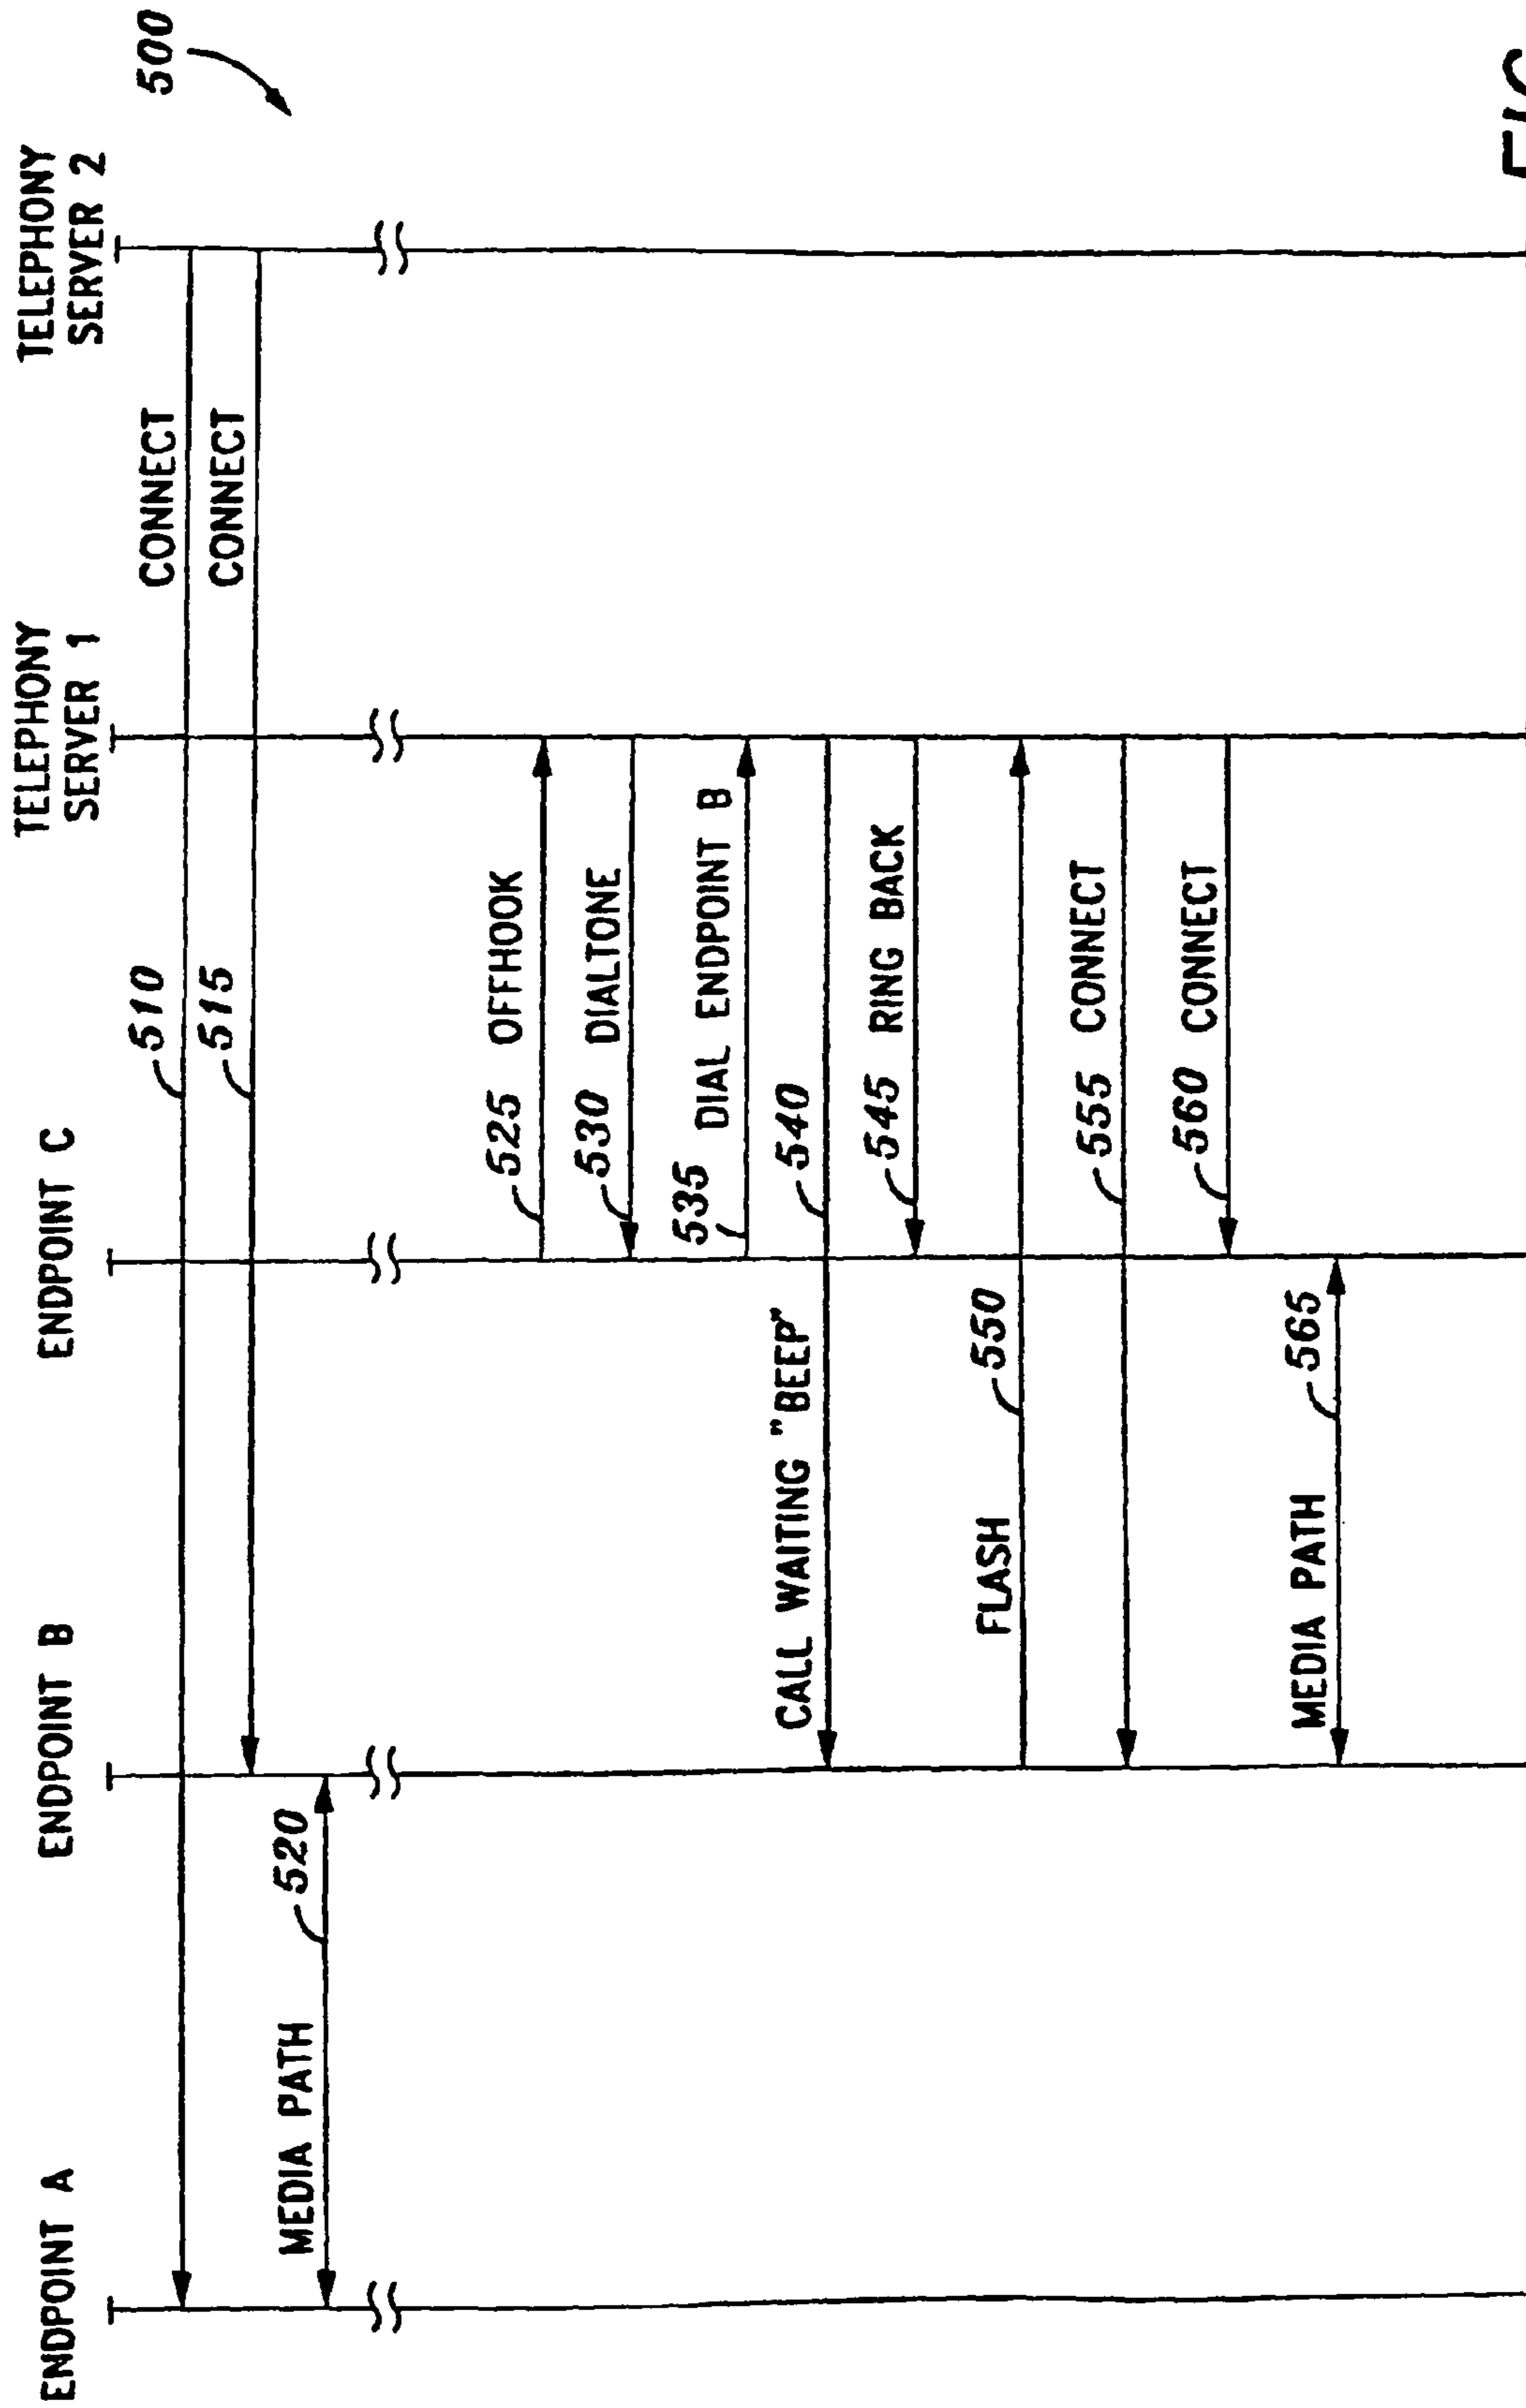 ENDPOINT A
ENDPOINT B
ENDPOINT C
TELEPHONY
SERVER 1
TELEPHONY
SERVER 2
500
510
CONNECT
515
CONNECT
MEDIA PATH
520
525 OFFHOOK
530 DIALTONE
535
DIAL ENDPOINT B
CALL WAITING "BEEP"
540
545 RING BACK
FLASH
550
555 CONNECT
560 CONNECT
MEDIA PATH
565